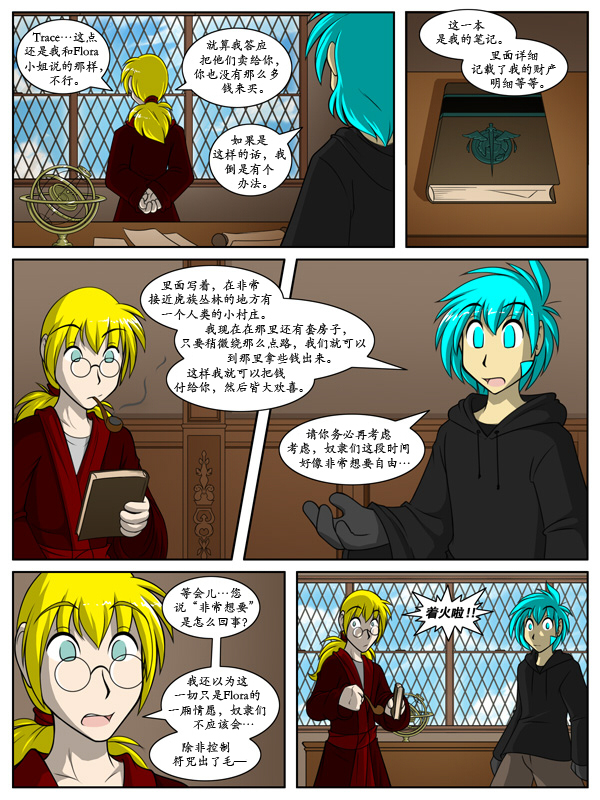 Trace…这点
还是我和Flora
小姐说的那样，
不行。
就算我答应
把他们卖给你，
你也没有那么多
钱来买。
如果是
这样的话，我
倒是有个
办法。
这一本
是我的笔记。
里面详细
记载了我的财产
明细等等。
里面写着，在非常
接近虎族丛林的地方有
一个人类的小村庄。
我现在在那里还有套房子，
只要稍微绕那么点路，我们就可以
到那里拿些钱出来。
这样我就可以把钱
付给你，然后皆大欢喜。
请你务必再考虑
考虑，奴隶们这段时间
好像非常想要自由…
等会儿…您
说“非常想要”
是怎么回事？
我还以为这
一切只是Flora的
一厢情愿，奴隶们
不应该会…
除非控制
符咒出了毛—
着火啦!!